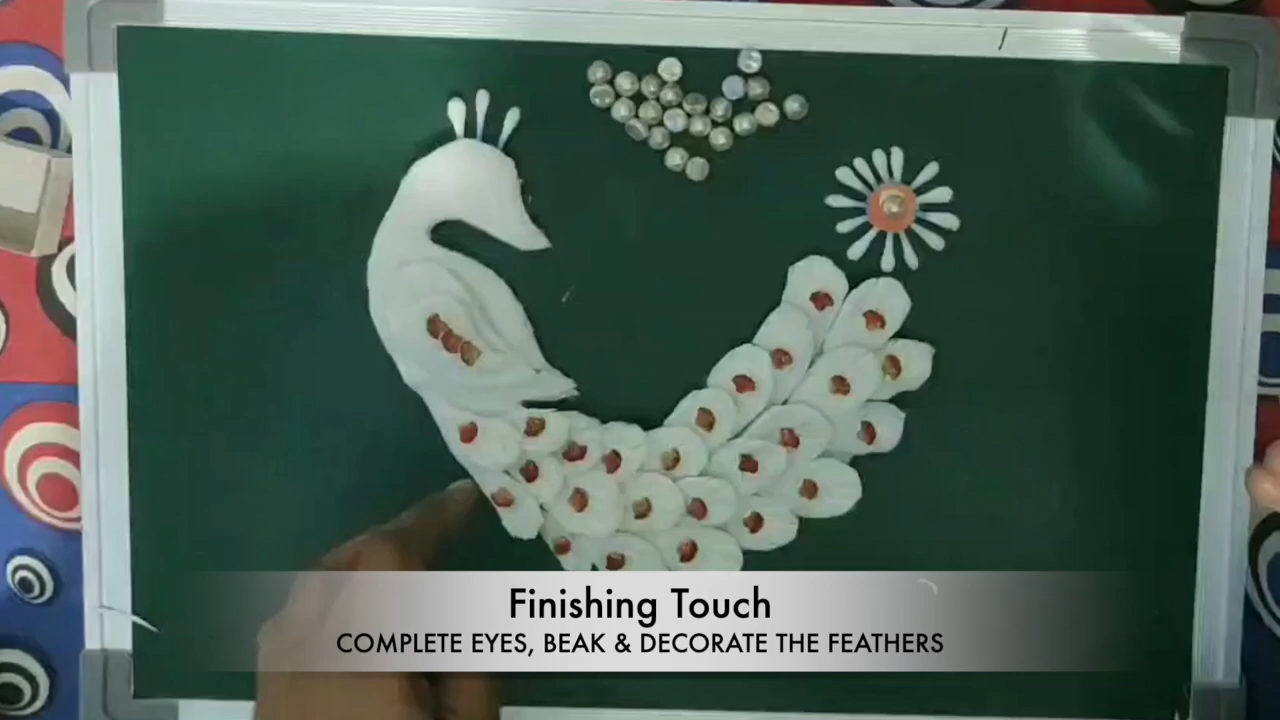 Finishing Touch
COMPLETE EYES, BEAK & DECORATE THE FEATHERS